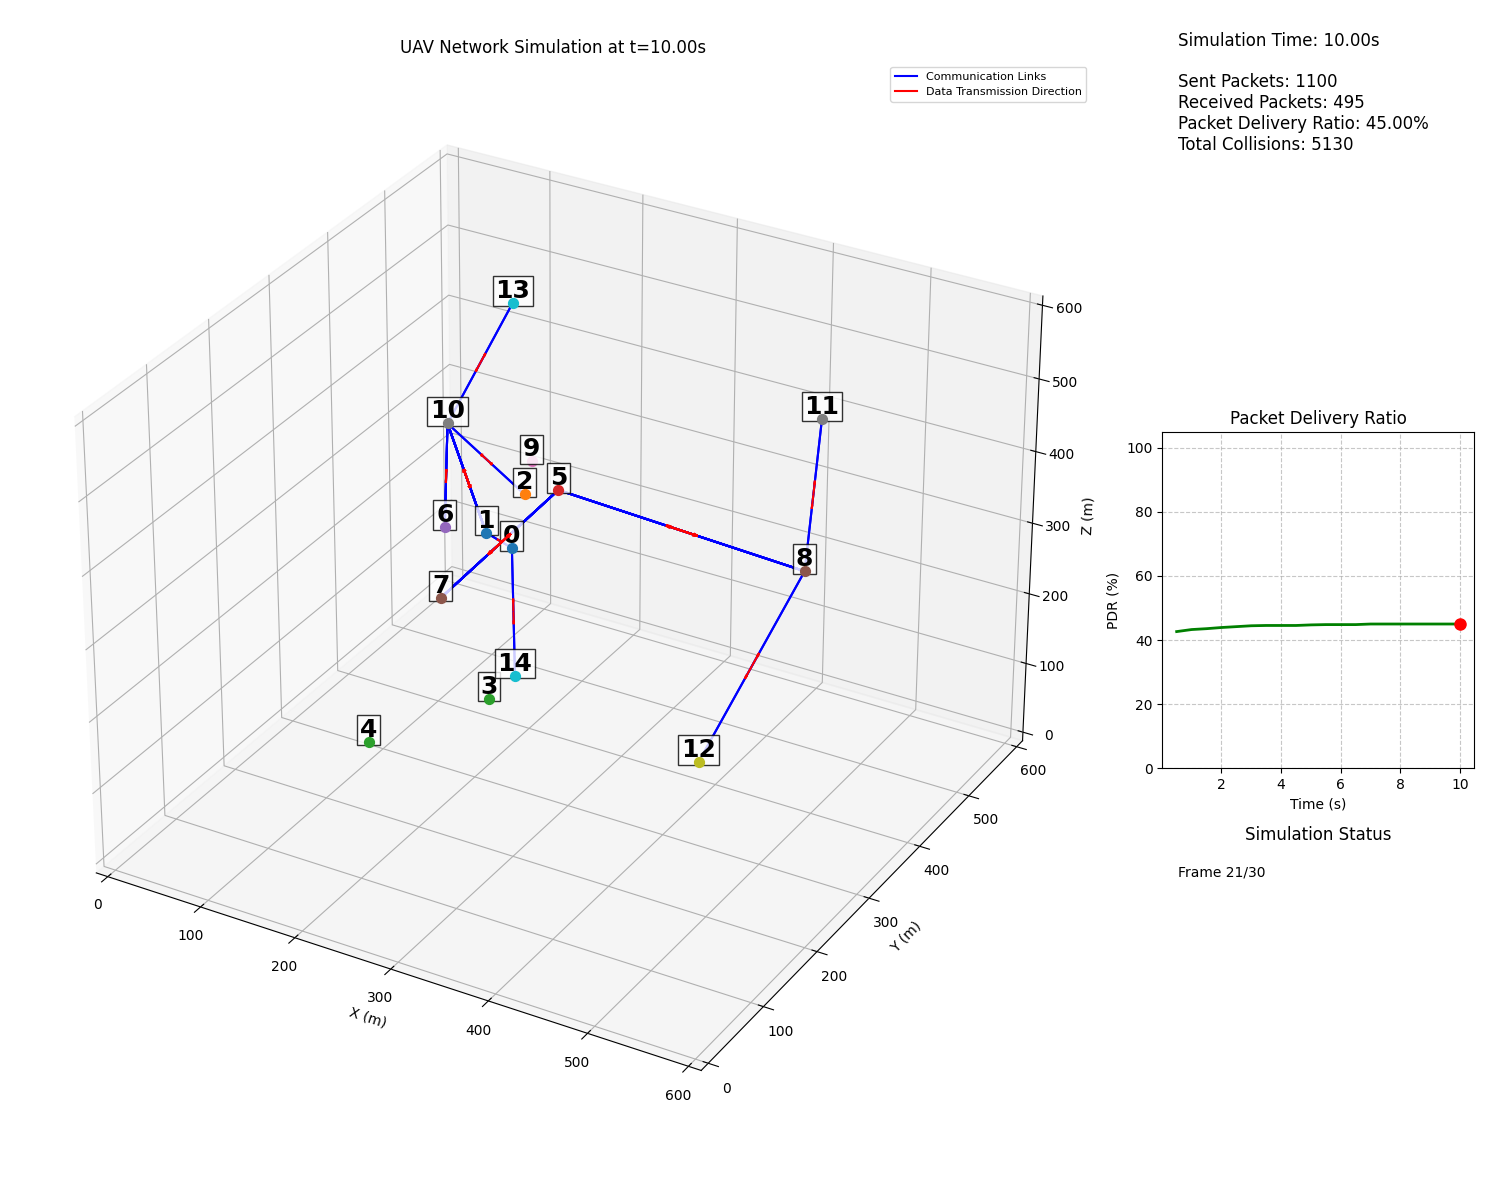 UAV Network Simulation at t=10.00s
Communication Links
Data Transmission Direction
Simulation Time: 10.00s
Sent Packets: 1100
Received Packets: 495
Packet Delivery Ratio: 45.00%
Total Collisions: 5130
13
10
11
9
2
5
6
1
0
8
7
14
3
4
12
600
500
400
300
200
100
0
Z (m)
600
500
400
300
200
100
0
Y (m)
0
100
200
300
400
500
600
X (m)
Packet Delivery Ratio
100
80
60
40
20
0
PDR (%)
2
4
6
8
10
Time (s)
Simulation Status
Frame 21/30